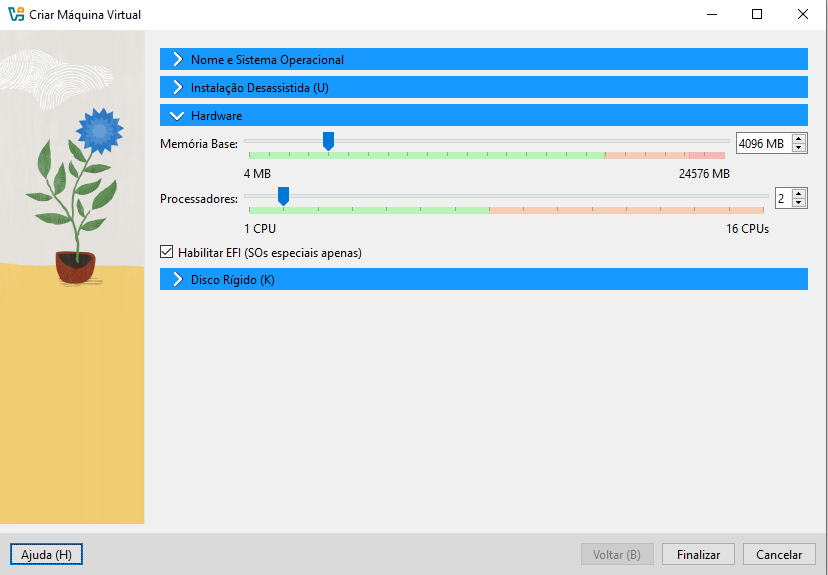 Criar Máquina Virtual
Nome e Sistema Operacional
Instalação Desassistida (U)
Hardware
Memória Base:
4096 MB
4 MB
24576 MB
Processadores:
2
1 CPU
16 CPUs
Habilitar EFI (SOs especiais apenas)
Disco Rígido (K)
Ajuda (H)
Voltar (B)
Finalizar
Cancelar